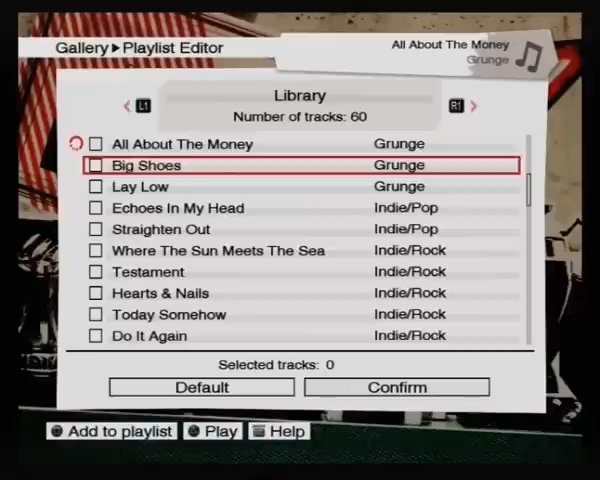 Gallery▸Playlist Editor
All About The Money
Grunge
L1 Library R1
Number of tracks: 60
All About The Money Grunge
Big Shoes Grunge
Lay Low Grunge
Echoes In My Head Indie/Pop
Straighten Out Indie/Pop
Where The Sun Meets The Sea Indie/Rock
Testament Indie/Rock
Hearts & Nails Indie/Rock
Today Somehow Indie/Rock
Do It Again Indie/Rock
Selected tracks: 0
Default Confirm
Add to playlist Play Help